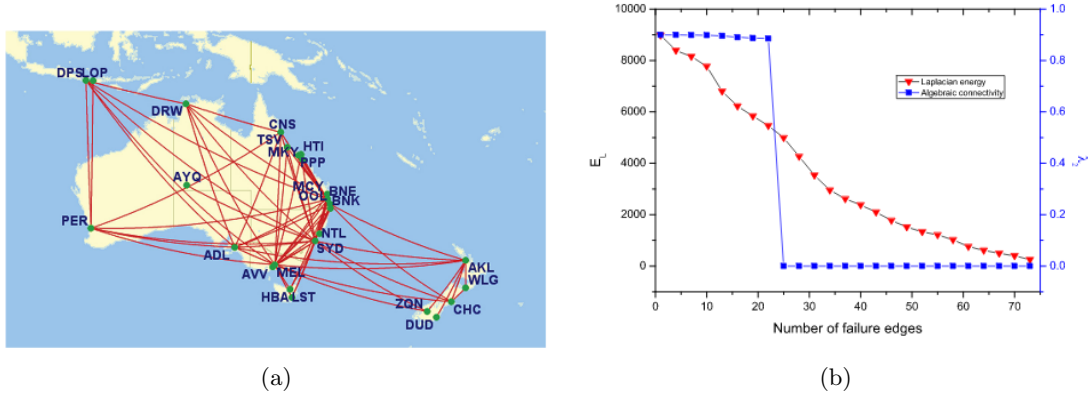 DPS LOP
DRW
CNS
TSV
HTI
MKY
PPP
AYQ
MCY
BNE
OOL
BNK
PER
NTL
SYD
ADL
AVV
MEL
AKL
HBA LST
WLG
ZQN
CHC
DUD
(a)
10000
8000
6000
4000
2000
0
E_L
1.0
0.8
0.6
0.4
0.2
0.0
Laplacian energy
Algebraic connectivity
0 10 20 30 40 50 60 70
Number of failure edges
(b)